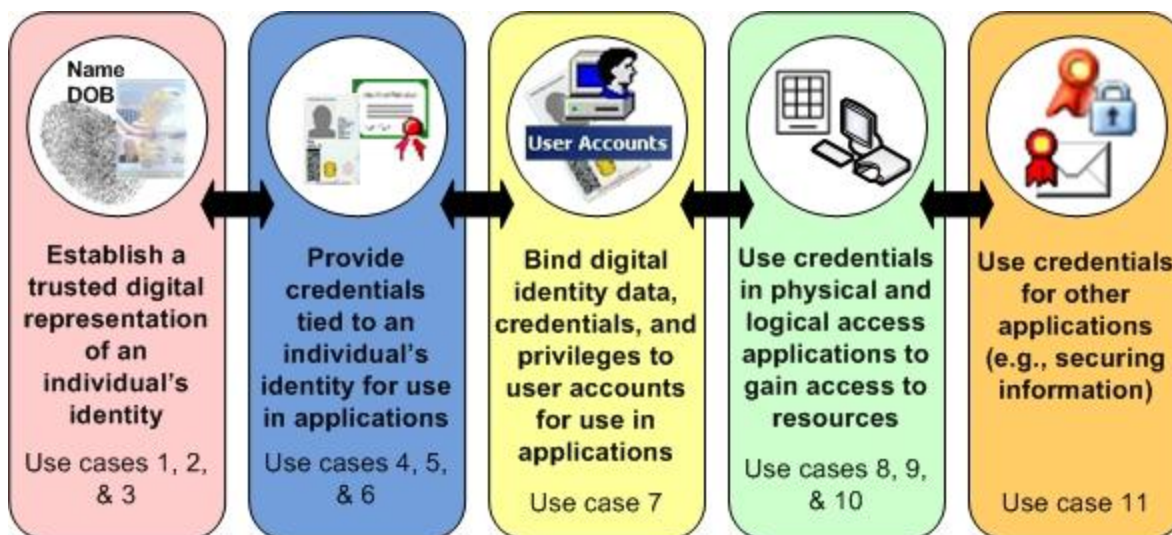 Name
DOB
Establish a
trusted digital
representation
of an
individual's
identity
Use cases 1, 2,
& 3
Provide
credentials
tied to an
individual's
identity for use
in applications
Use cases 4, 5,
& 6
User Accounts
Bind digital
identity data,
credentials, and
privileges to
user accounts
for use in
applications
Use case 7
Use credentials
in physical and
logical access
applications to
gain access to
resources
Use cases 8, 9,
& 10
Use credentials
for other
applications
(e.g., securing
information)
Use case 11